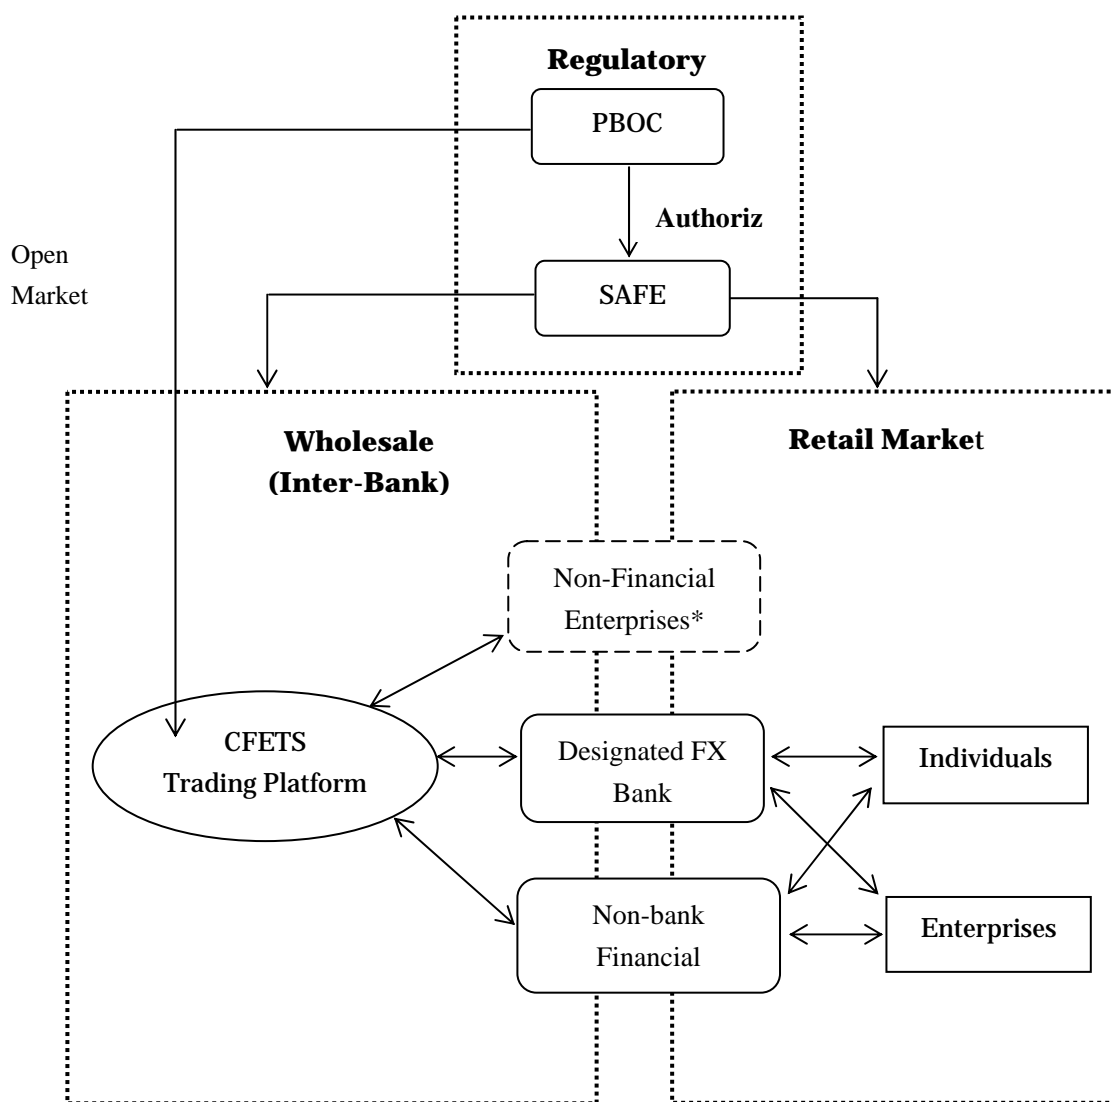 Regulatory
PBOC
Authoriz
Open
Market
SAFE
Wholesale
(Inter-Bank)
Retail Market
Non-Financial
Enterprises*
CFETS
Trading Platform
Designated FX
Bank
Individuals
Non-bank
Financial
Enterprises